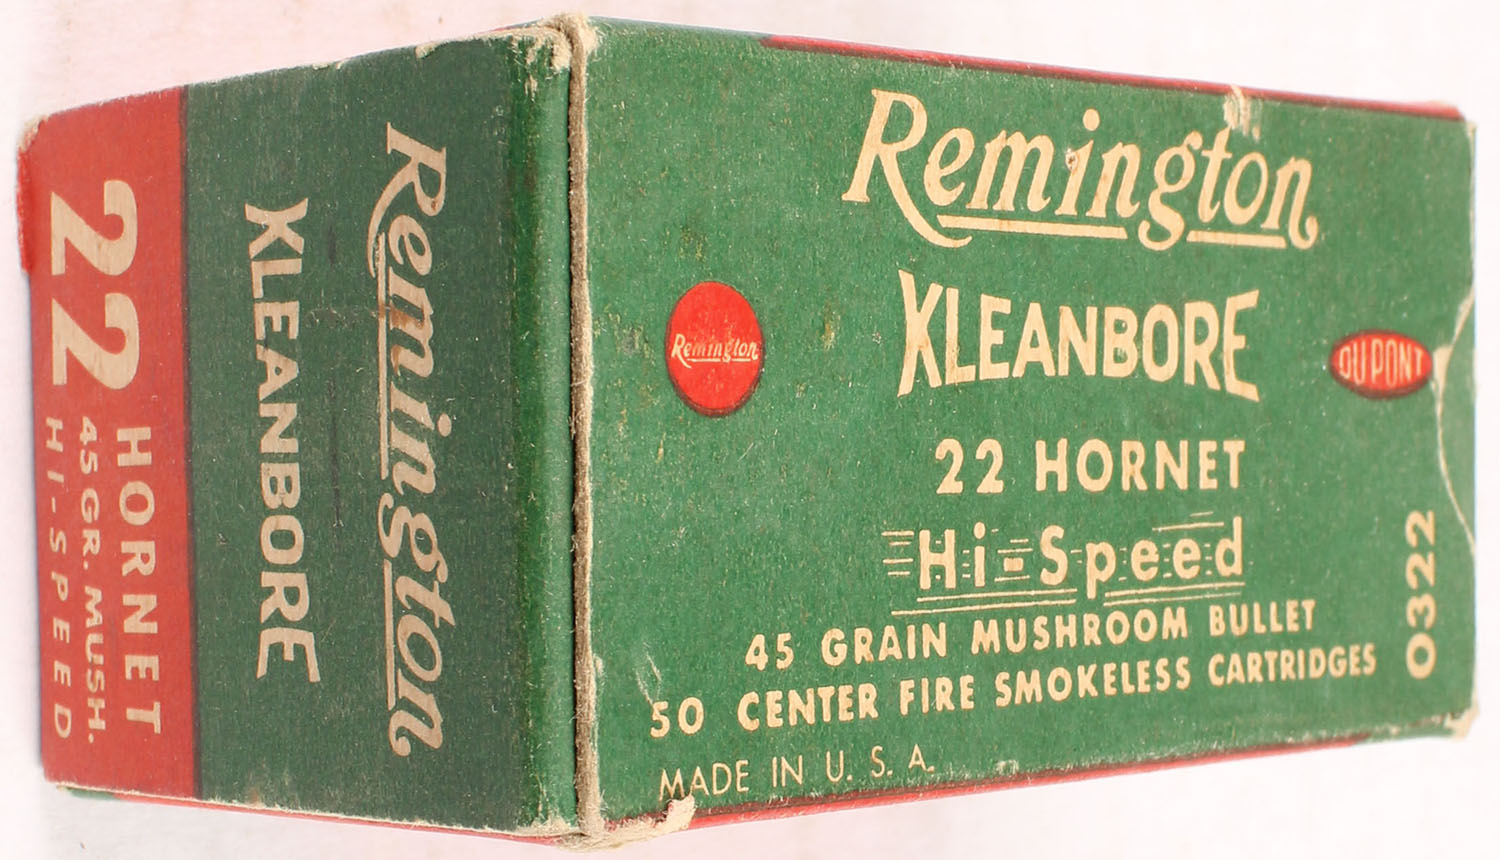 Remington
KLEANBORE
22 HORNET
45 GR. MUSH.
HI-SPEED
Remington
KLEANBORE
Remington
DU PONT
22 HORNET
Hi-Speed
45 GRAIN MUSHROOM BULLET
50 CENTER FIRE SMOKELESS CARTRIDGES
MADE IN U. S. A.
0322